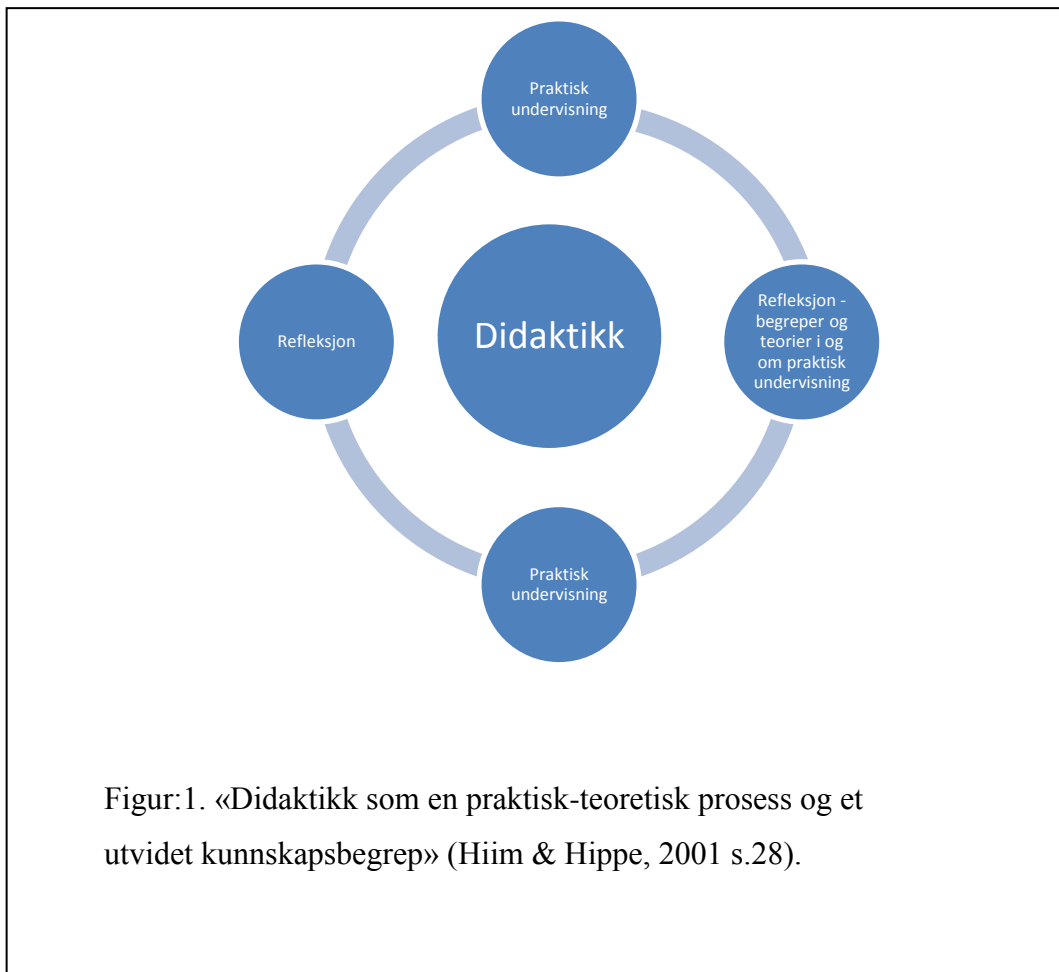 Praktisk
undervisning
Refleksjon
Didaktikk
Refleksjon -
begreper og
teorier i og
om praktisk
undervisning
Praktisk
undervisning
Figur:1. «Didaktikk som en praktisk-teoretisk prosess og et
utvidet kunnskapsbegrep» (Hiim & Hippe, 2001 s.28).